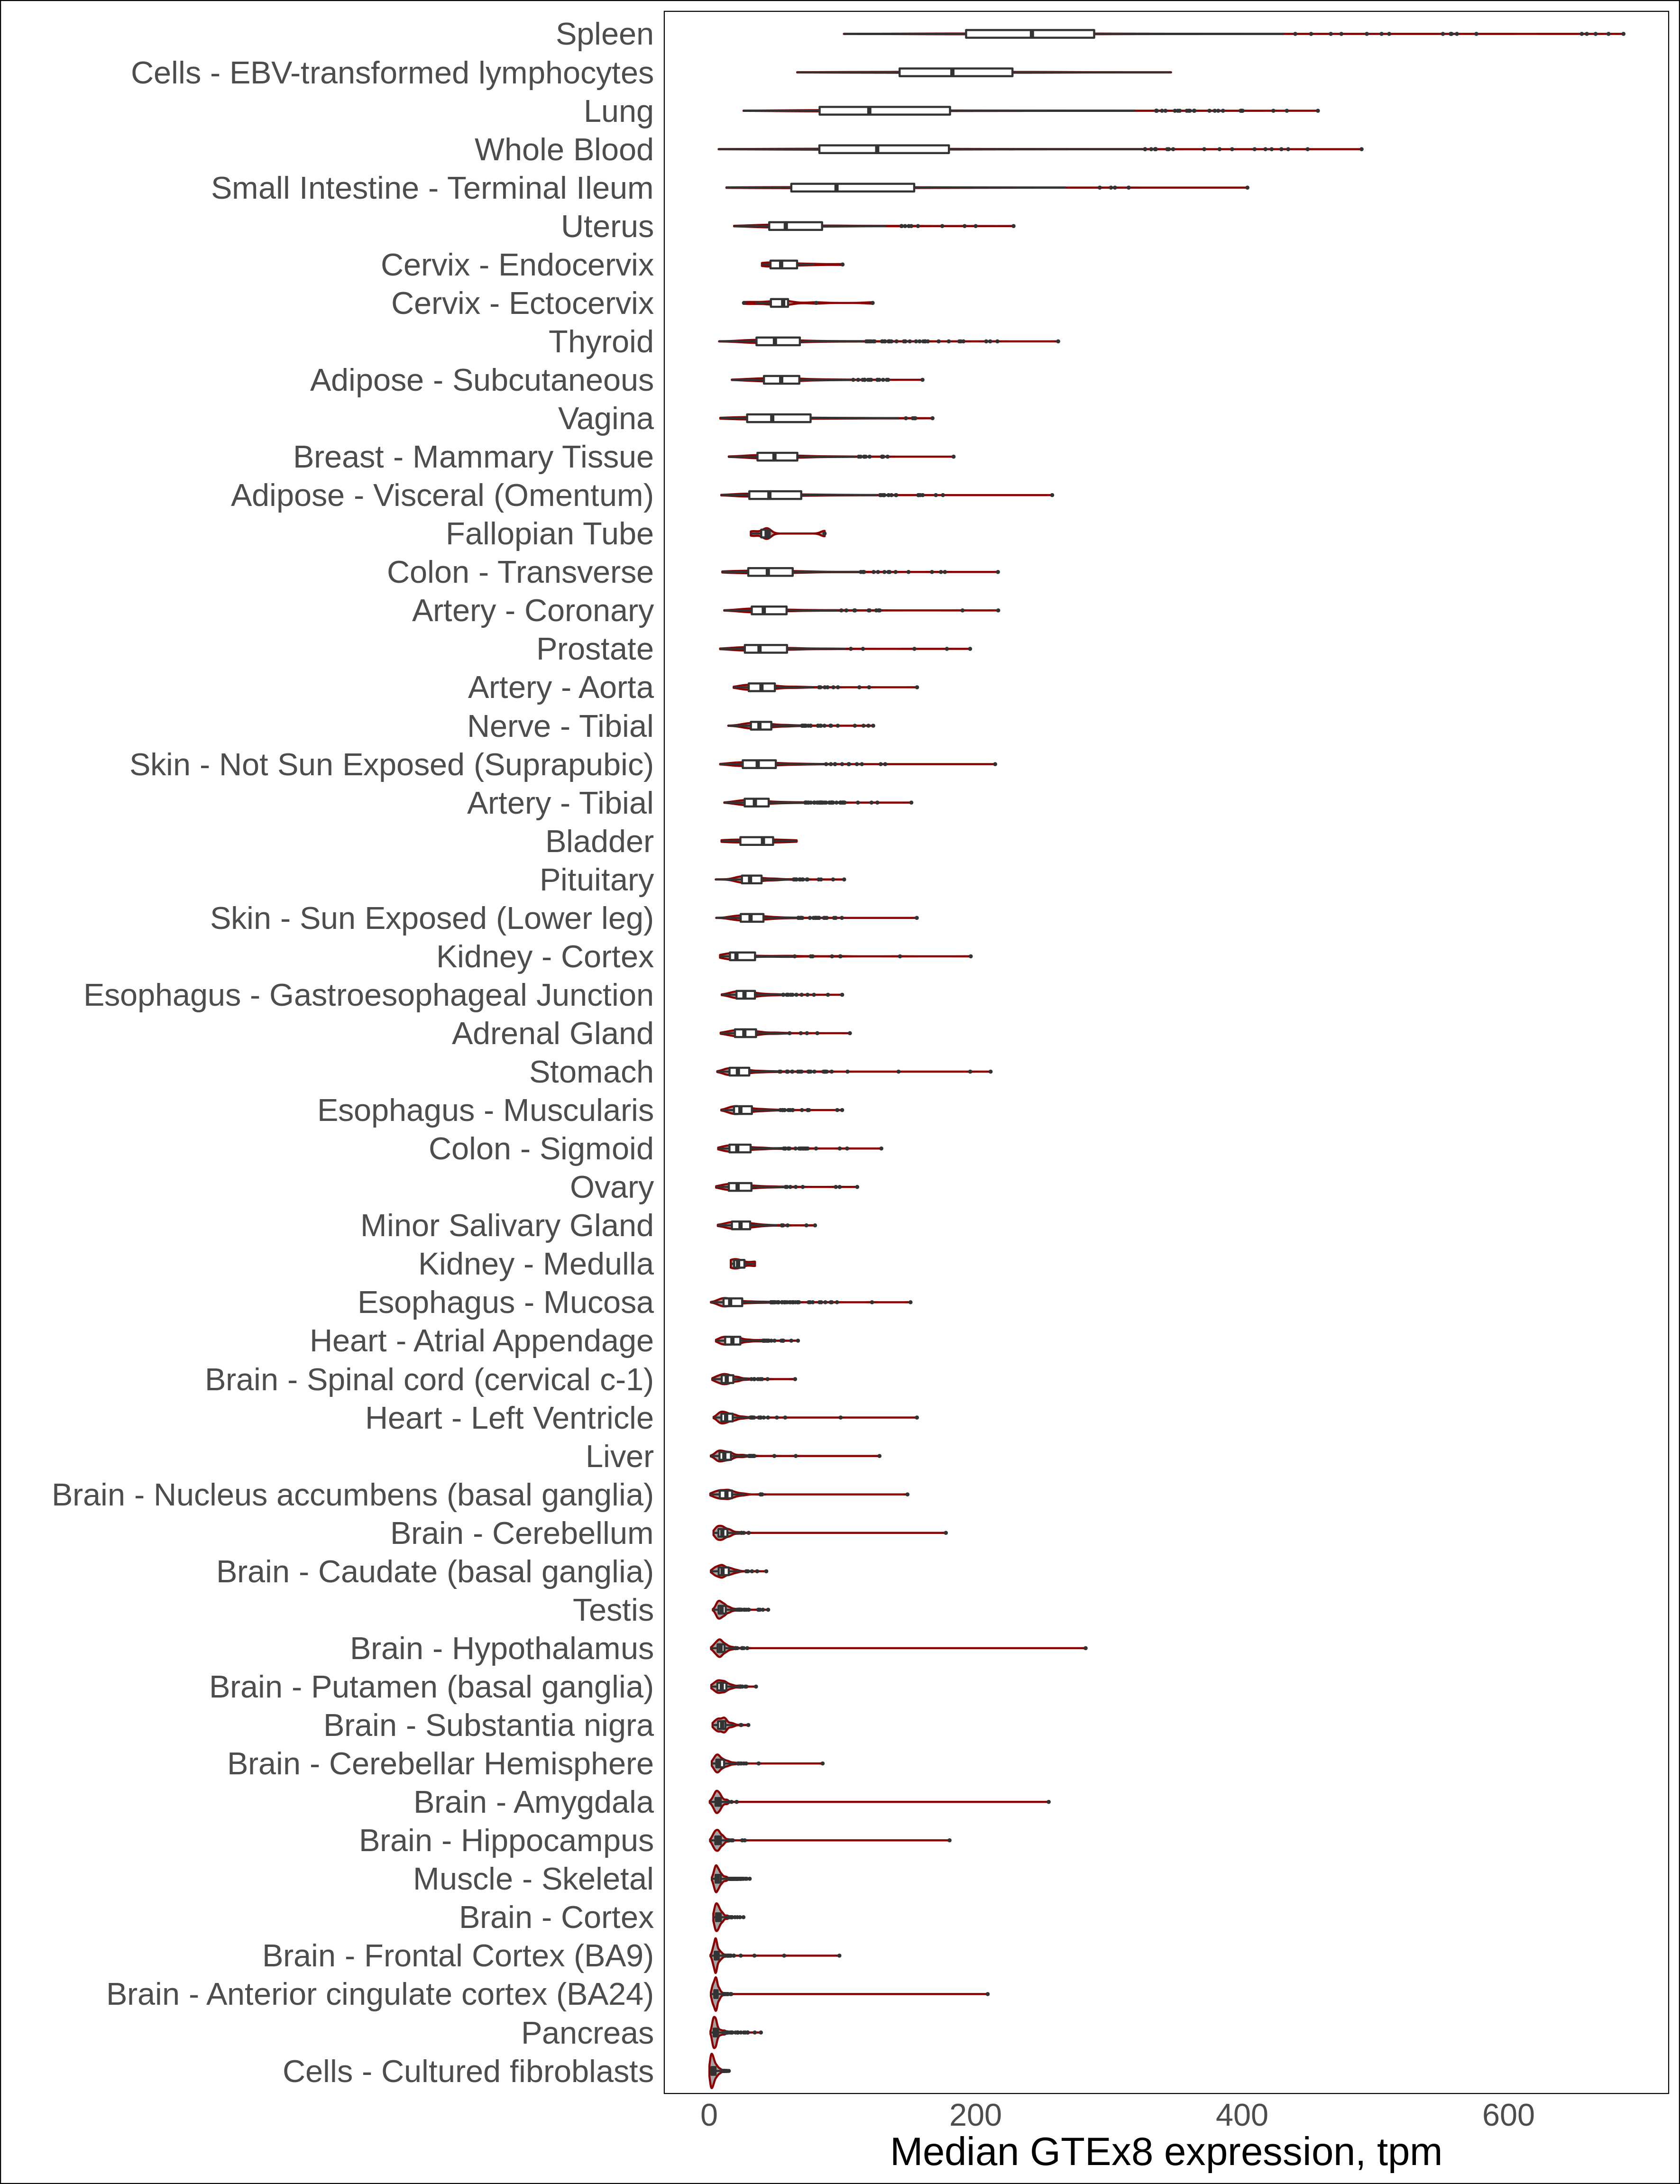 Spleen
Cells - EBV-transformed lymphocytes
Lung
Whole Blood
Small Intestine - Terminal Ileum
Uterus
Cervix - Endocervix
Cervix - Ectocervix
Thyroid
Adipose - Subcutaneous
Vagina
Breast - Mammary Tissue
Adipose - Visceral (Omentum)
Fallopian Tube
Colon - Transverse
Artery - Coronary
Prostate
Artery - Aorta
Nerve - Tibial
Skin - Not Sun Exposed (Suprapubic)
Artery - Tibial
Bladder
Pituitary
Skin - Sun Exposed (Lower leg)
Kidney - Cortex
Esophagus - Gastroesophageal Junction
Adrenal Gland
Stomach
Esophagus - Muscularis
Colon - Sigmoid
Ovary
Minor Salivary Gland
Kidney - Medulla
Esophagus - Mucosa
Heart - Atrial Appendage
Brain - Spinal cord (cervical c-1)
Heart - Left Ventricle
Liver
Brain - Nucleus accumbens (basal ganglia)
Brain - Cerebellum
Brain - Caudate (basal ganglia)
Testis
Brain - Hypothalamus
Brain - Putamen (basal ganglia)
Brain - Substantia nigra
Brain - Cerebellar Hemisphere
Brain - Amygdala
Brain - Hippocampus
Muscle - Skeletal
Brain - Cortex
Brain - Frontal Cortex (BA9)
Brain - Anterior cingulate cortex (BA24)
Pancreas
Cells - Cultured fibroblasts
0 200 400 600
Median GTEx8 expression, tpm